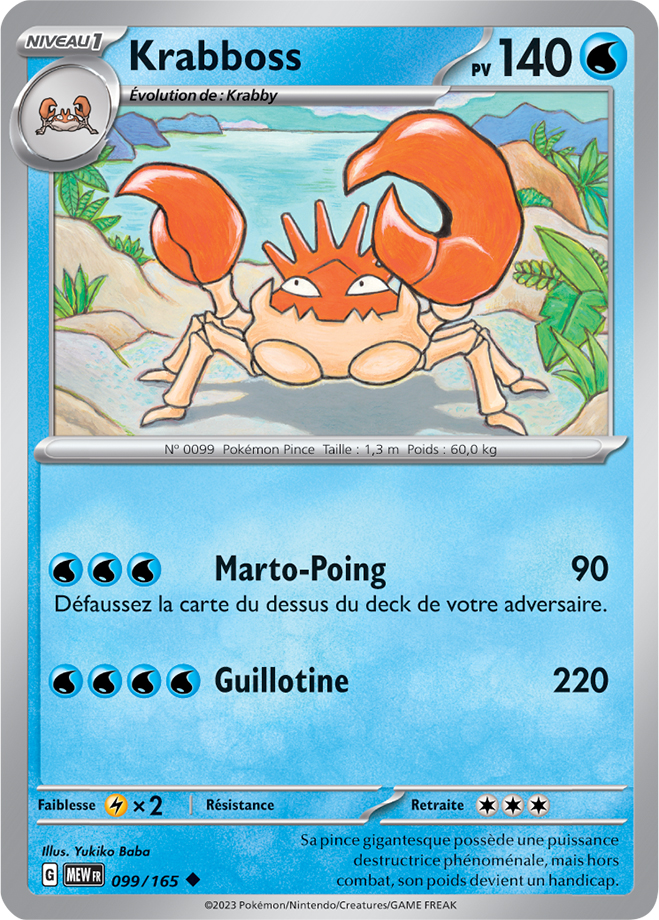 NIVEAU 1
Krabboss
PV 140
Évolution de : Krabby
N° 0099 Pokémon Pince Taille : 1,3 m Poids : 60,0 kg
Marto-Poing 90
Défaussez la carte du dessus du deck de votre adversaire.
Guillotine 220
Faiblesse ×2 Résistance Retraite
Illus. Yukiko Baba
Sa pince gigantesque possède une puissance
destructrice phénoménale, mais hors
combat, son poids devient un handicap.
G MEW FR 099/165
©2023 Pokémon/Nintendo/Creatures/GAME FREAK